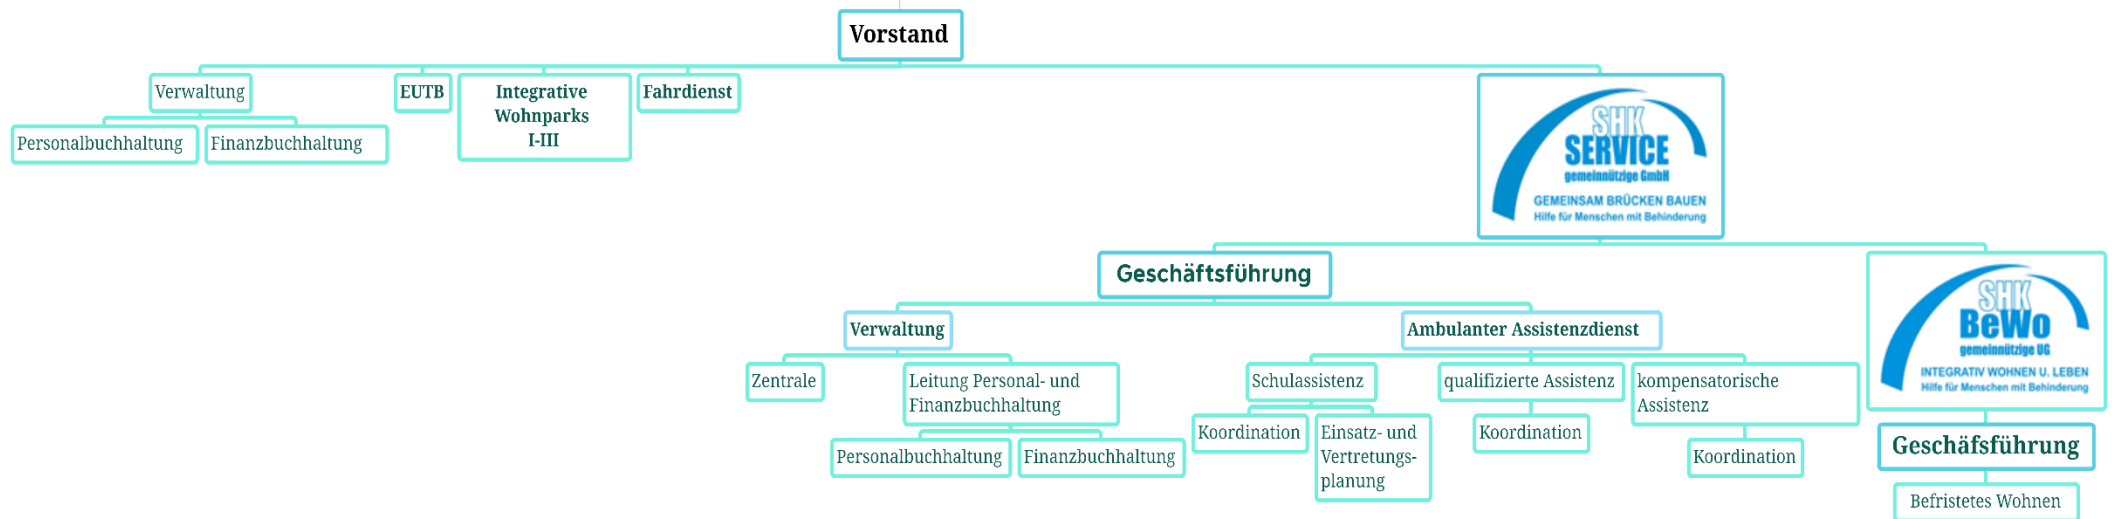 Vorstand
Verwaltung
EUTB
Integrative
Wohnparks
I-III
Fahrdienst
Personalbuchhaltung
Finanzbuchhaltung
SHK
SERVICE
gemeinnützige GmbH
GEMEINSAM BRÜCKEN BAUEN
Hilfe für Menschen mit Behinderung
Geschäftsführung
Verwaltung
Ambulanter Assistenzdienst
Zentrale
Leitung Personal- und
Finanzbuchhaltung
Personalbuchhaltung
Finanzbuchhaltung
Schulassistenz
qualifizierte Assistenz
kompensatorische
Assistenz
Koordination
Einsatz- und
Vertretungs-
planung
Koordination
Koordination
SHK
BeWo
gemeinnützige UG
INTEGRATIV WOHNEN U. LEBEN
Hilfe für Menschen mit Behinderung
Geschäfsführung
Befristetes Wohnen